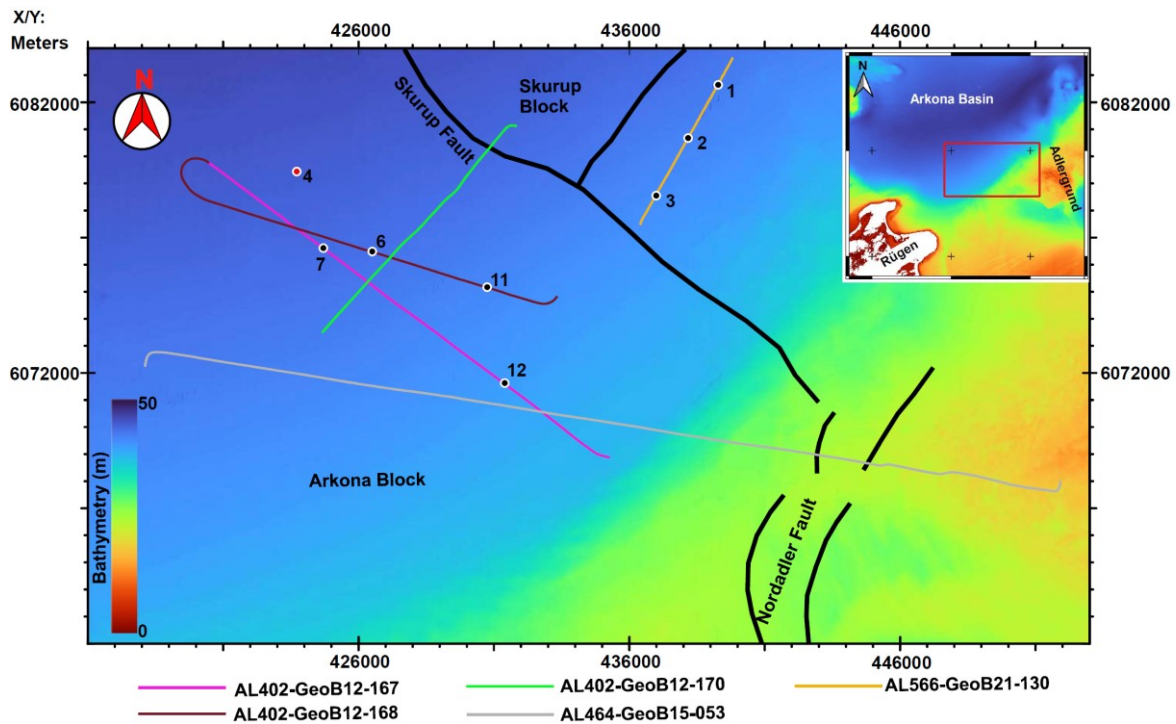 X/Y:
Meters
426000
436000
446000
6082000
6082000
N
Skurup
Block
Skurup Fault
1
2
3
4
6
7
11
12
N
Arkona Basin
Adlergrund
Rügen
6072000
6072000
50
Bathymetry (m)
0
Arkona Block
Nordadler Fault
426000
436000
446000
AL402-GeoB12-167
AL402-GeoB12-170
AL566-GeoB21-130
AL402-GeoB12-168
AL464-GeoB15-053